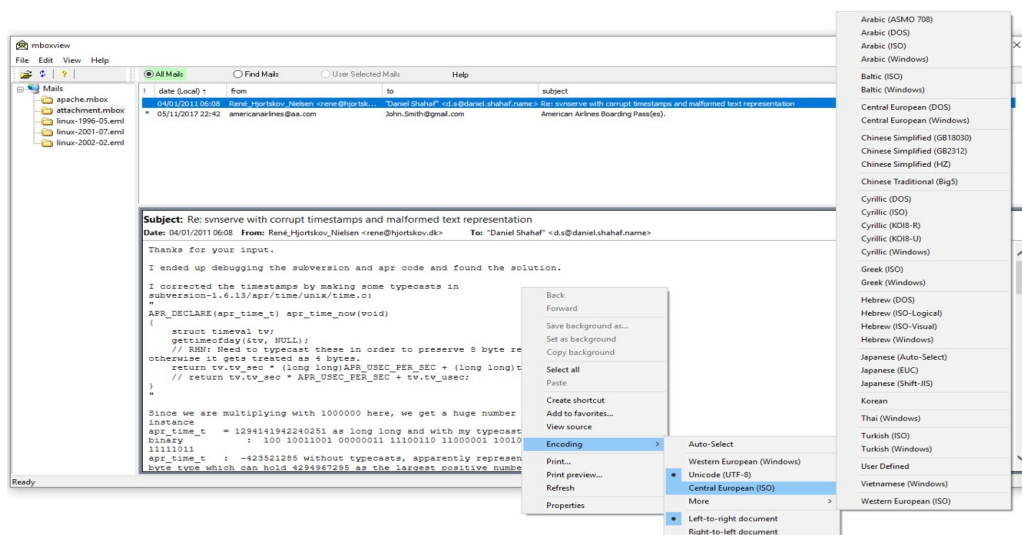 mboxview
File Edit View Help
All Mails Find Mails User Selected Mails Help
Mails
apache.mbox
attachment.mbox
linux-1996-05.eml
linux-2001-07.eml
linux-2002-02.eml
! date (Local) ↑ from to subject
04/01/2011 06:08 René_Hjortskov_Nielsen <rene@hjortsk... "Daniel Shahaf" <d.s@daniel.shahaf.name> Re: svnserve with corrupt timestamps and malformed text representation
* 05/11/2017 22:42 americanairlines@aa.com John.Smith@gmail.com American Airlines Boarding Pass(es).
Subject: Re: svnserve with corrupt timestamps and malformed text representation
Date: 04/01/2011 06:08 From: René_Hjortskov_Nielsen <rene@hjortskov.dk> To: "Daniel Shahaf" <d.s@daniel.shahaf.name>
Thanks for your input.
I ended up debugging the subversion and apr code and found the solution.
I corrected the timestamps by making some typecasts in
subversion-1.6.13/apr/time/unix/time.c:
"
APR_DECLARE(apr_time_t) apr_time_now(void)
{
struct timeval tv;
gettimeofday(&tv, NULL);
// RHN: Need to typecast these in order to preserve 8 byte re
otherwise it gets treated as 4 bytes.
return tv.tv_sec * (long long)APR_USEC_PER_SEC + (long long)t
// return tv.tv_sec * APR_USEC_PER_SEC + tv.tv_usec;
}
"
Since we are multiplying with 1000000 here, we get a huge number
instance
apr_time_t = 1294141942240251 as long long and with my typecast
binary : 100 10011001 00000011 11100110 11000001 10010
11111011
apr_time_t : -423521285 without typecasts, apparently represen
byte type which can hold 4294967295 as the largest positive numbe
Ready
Back
Forward
Save background as...
Set as background
Copy background
Select all
Paste
Create shortcut
Add to favorites...
View source
Encoding >
Print...
Print preview...
Refresh
Properties
Auto-Select
Western European (Windows)
Unicode (UTF-8)
Central European (ISO)
More >
Left-to-right document
Right-to-left document
Arabic (ASMO 708)
Arabic (DOS)
Arabic (ISO)
Arabic (Windows)
Baltic (ISO)
Baltic (Windows)
Central European (DOS)
Central European (Windows)
Chinese Simplified (GB18030)
Chinese Simplified (GB2312)
Chinese Simplified (HZ)
Chinese Traditional (Big5)
Cyrillic (DOS)
Cyrillic (ISO)
Cyrillic (KOI8-R)
Cyrillic (KOI8-U)
Cyrillic (Windows)
Greek (ISO)
Greek (Windows)
Hebrew (DOS)
Hebrew (ISO-Logical)
Hebrew (ISO-Visual)
Hebrew (Windows)
Japanese (Auto-Select)
Japanese (EUC)
Japanese (Shift-JIS)
Korean
Thai (Windows)
Turkish (ISO)
Turkish (Windows)
User Defined
Vietnamese (Windows)
Western European (ISO)